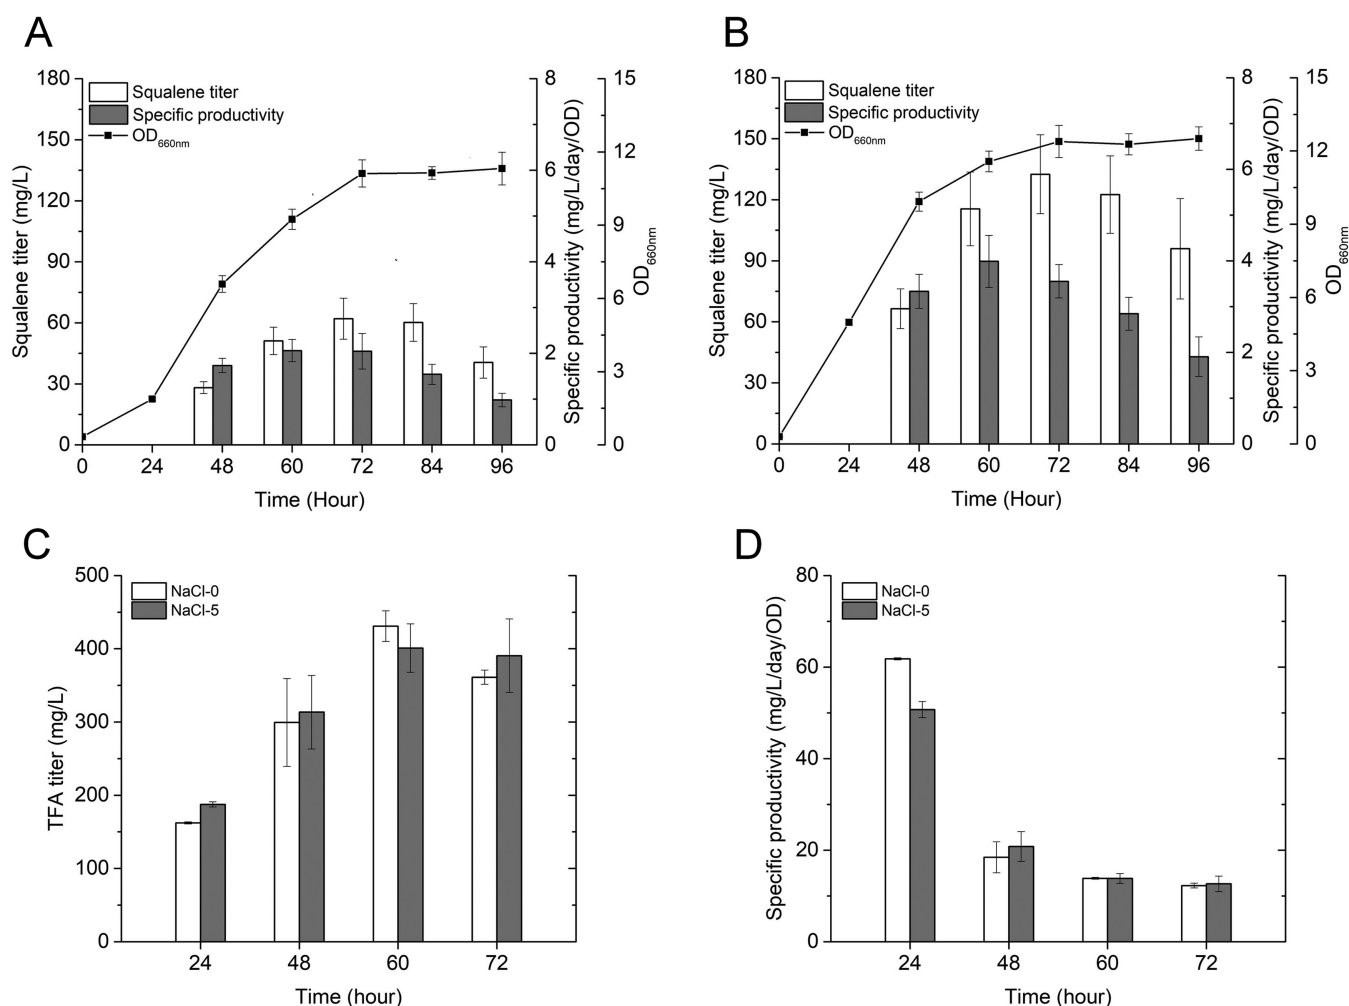 A
180
150
120
90
60
30
0
Squalene titer (mg/L)
Squalene titer
Specific productivity
OD660nm
8
6
4
2
0
Specific productivity (mg/L/day/OD)
15
12
9
6
3
0
OD660nm
0 24 48 60 72 84 96
Time (Hour)
B
180
150
120
90
60
30
0
Squalene titer (mg/L)
Squalene titer
Specific productivity
OD660nm
8
6
4
2
0
Specific productivity (mg/L/day/OD)
15
12
9
6
3
0
OD660nm
0 24 48 60 72 84 96
Time (Hour)
C
500
400
300
200
100
0
TFA titer (mg/L)
NaCl-0
NaCl-5
24 48 60 72
Time (hour)
D
80
60
40
20
0
Specific productivity (mg/L/day/OD)
NaCl-0
NaCl-5
24 48 60 72
Time (hour)